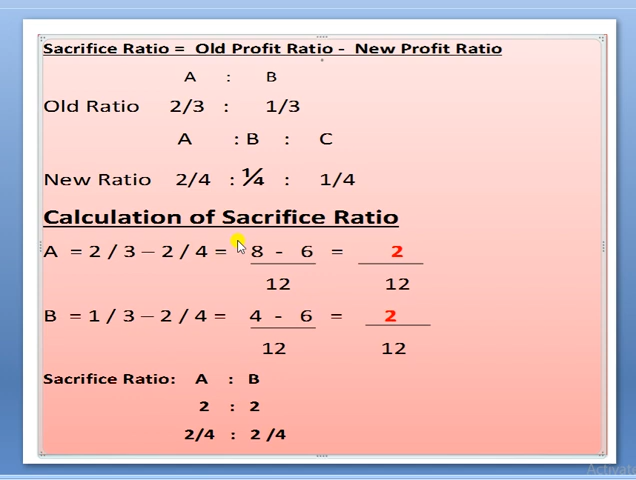 Sacrifice Ratio = Old Profit Ratio - New Profit Ratio
A : B
Old Ratio 2/3 : 1/3
A : B : C
New Ratio 2/4 : ¼ : 1/4
Calculation of Sacrifice Ratio
A = 2 / 3 – 2 / 4 = 8 - 6 = 2
12 12
B = 1 / 3 – 2 / 4 = 4 - 6 = 2
12 12
Sacrifice Ratio: A : B
2 : 2
2/4 : 2 /4